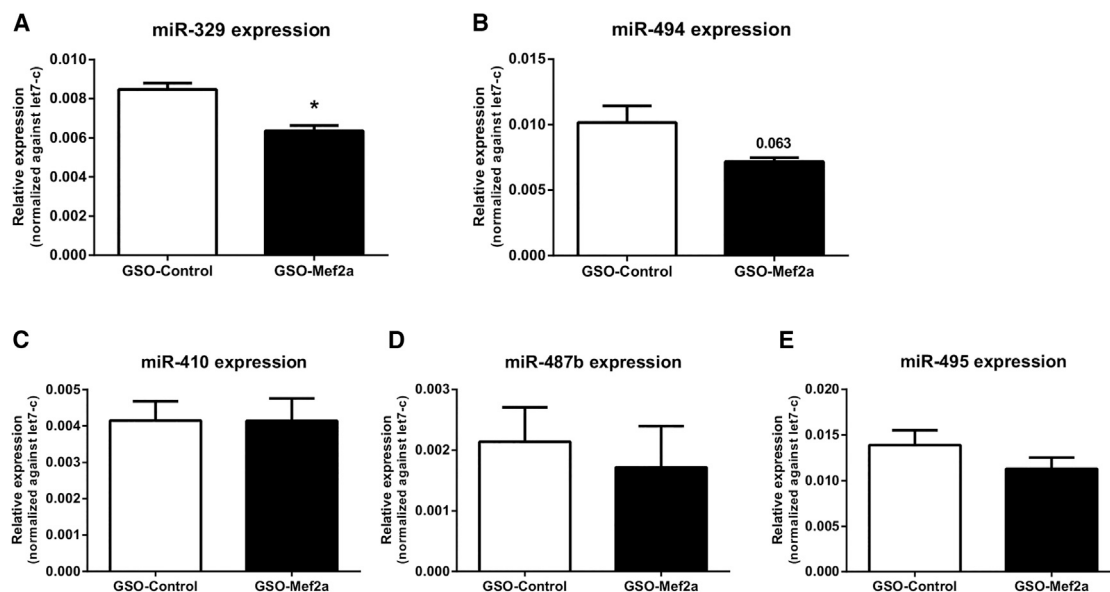 A
miR-329 expression
Relative expression
(normalized against let7-c)
0.010
0.008
0.006
0.004
0.002
0.000
*
GSO-Control
GSO-Mef2a
B
miR-494 expression
Relative expression
(normalized against let7-c)
0.015
0.010
0.005
0.000
0.063
GSO-Control
GSO-Mef2a
C
miR-410 expression
Relative expression
(normalized against let7-c)
0.005
0.004
0.003
0.002
0.001
0.000
GSO-Control
GSO-Mef2a
D
miR-487b expression
Relative expression
(normalized against let7-c)
0.003
0.002
0.001
0.000
GSO-Control
GSO-Mef2a
E
miR-495 expression
Relative expression
(normalized against let7-c)
0.020
0.015
0.010
0.005
0.000
GSO-Control
GSO-Mef2a